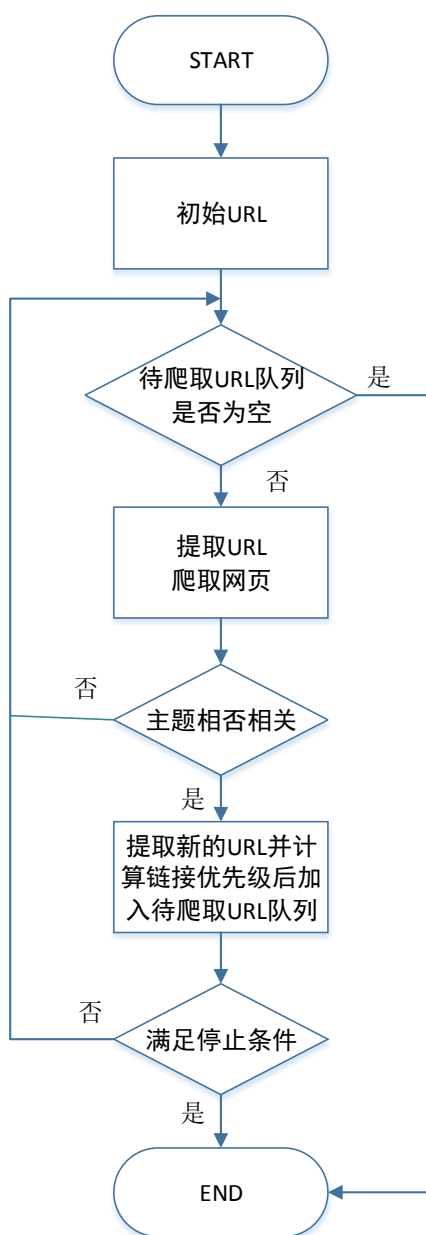 START
初始URL
待爬取URL队列
是否为空
是
否
提取URL
爬取网页
否
主题相否相关
是
提取新的URL并计
算链接优先级后加
入待爬取URL队列
否
满足停止条件
是
END